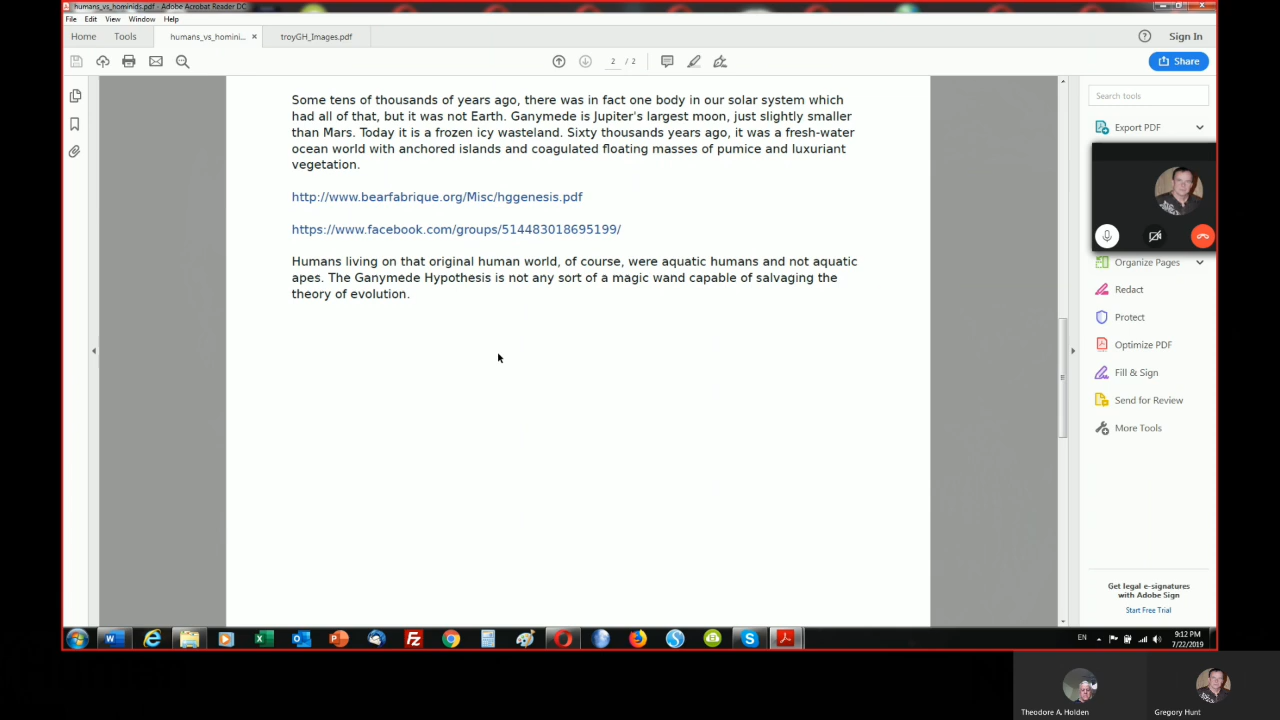 humans_vs_hominids.pdf - Adobe Acrobat Reader DC
File Edit View Window Help
Home Tools humans_vs_homini... × troyGH_Images.pdf Sign In
2 / 2 Share
Some tens of thousands of years ago, there was in fact one body in our solar system which
had all of that, but it was not Earth. Ganymede is Jupiter's largest moon, just slightly smaller
than Mars. Today it is a frozen icy wasteland. Sixty thousands years ago, it was a fresh-water
ocean world with anchored islands and coagulated floating masses of pumice and luxuriant
vegetation.
http://www.bearfabrique.org/Misc/hggenesis.pdf
https://www.facebook.com/groups/514483018695199/
Humans living on that original human world, of course, were aquatic humans and not aquatic
apes. The Ganymede Hypothesis is not any sort of a magic wand capable of salvaging the
theory of evolution.
Search tools
Export PDF
Organize Pages
Redact
Protect
Optimize PDF
Fill & Sign
Send for Review
More Tools
Get legal e-signatures
with Adobe Sign
Start Free Trial
EN
9:12 PM
7/22/2019
Theodore A. Holden
Gregory Hunt